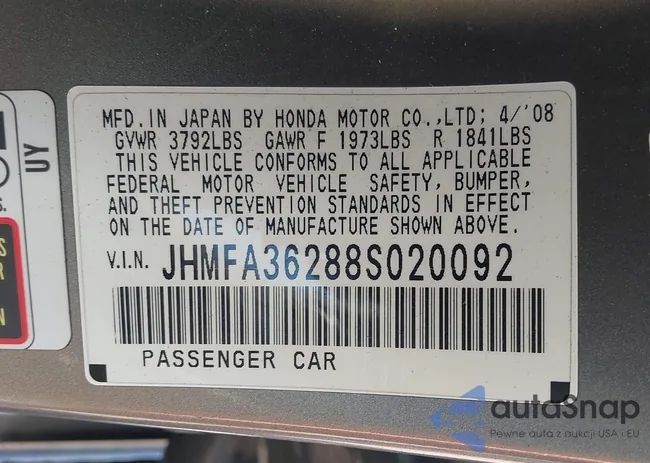 MFD. IN JAPAN BY HONDA MOTOR CO.,LTD; 4/'08
GVWR 3792LBS GAWR F 1973LBS R 1841LBS
THIS VEHICLE CONFORMS TO ALL APPLICABLE
FEDERAL MOTOR VEHICLE SAFETY, BUMPER,
AND THEFT PREVENTION STANDARDS IN EFFECT
ON THE DATE OF MANUFACTURE SHOWN ABOVE.
V.I.N. JHMFA36288S020092
PASSENGER CAR
UY
S.
S
R
N
autoSnap
Pewne auta z aukcji USA i EU